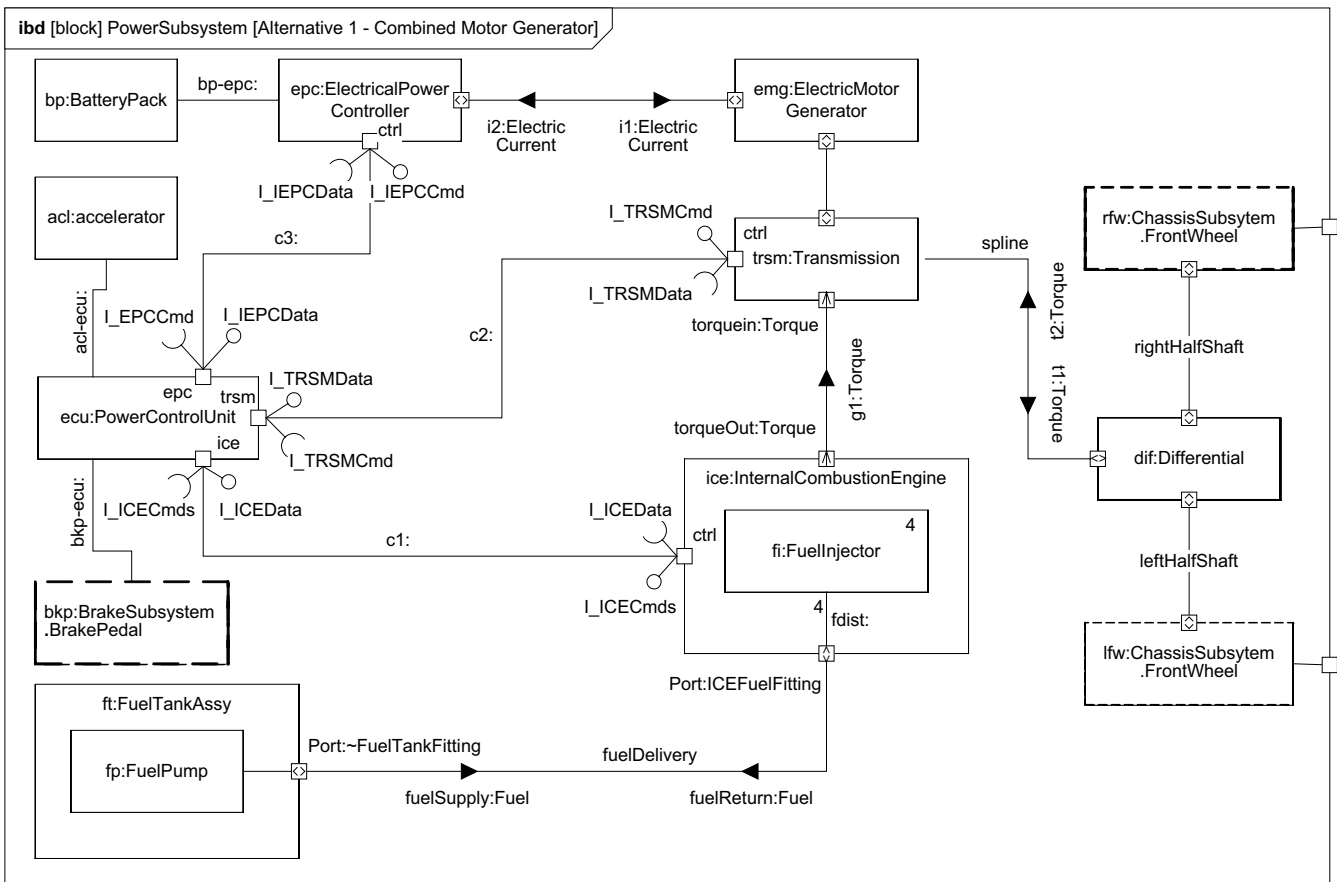 ibd [block] PowerSubsystem [Alternative 1 - Combined Motor Generator]
bp:BatteryPack
bp-epc:
epc:ElectricalPower
Controller
ctrl
i2:Electric
Current
i1:Electric
Current
emg:ElectricMotor
Generator
I_IEPCData
I_IEPCCmd
acl:accelerator
c3:
I_TRSMCmd
ctrl
trsm:Transmission
I_TRSMData
spline
rfw:ChassisSubsytem
.FrontWheel
acl-ecu:
I_EPCCmd
I_IEPCData
c2:
torquein:Torque
t2:Torque
rightHalfShaft
epc
trsm
ecu:PowerControlUnit
ice
I_TRSMData
I_TRSMCmd
g1:Torque
t1:Torque
torqueOut:Torque
dif:Differential
bkp-ecu:
I_ICECmds
I_ICEData
c1:
I_ICEData
ctrl
I_ICECmds
ice:InternalCombustionEngine
4
fi:FuelInjector
4
fdist:
leftHalfShaft
bkp:BrakeSubsystem
.BrakePedal
lfw:ChassisSubsytem
.FrontWheel
Port:ICEFuelFitting
ft:FuelTankAssy
fp:FuelPump
Port:~FuelTankFitting
fuelDelivery
fuelSupply:Fuel
fuelReturn:Fuel